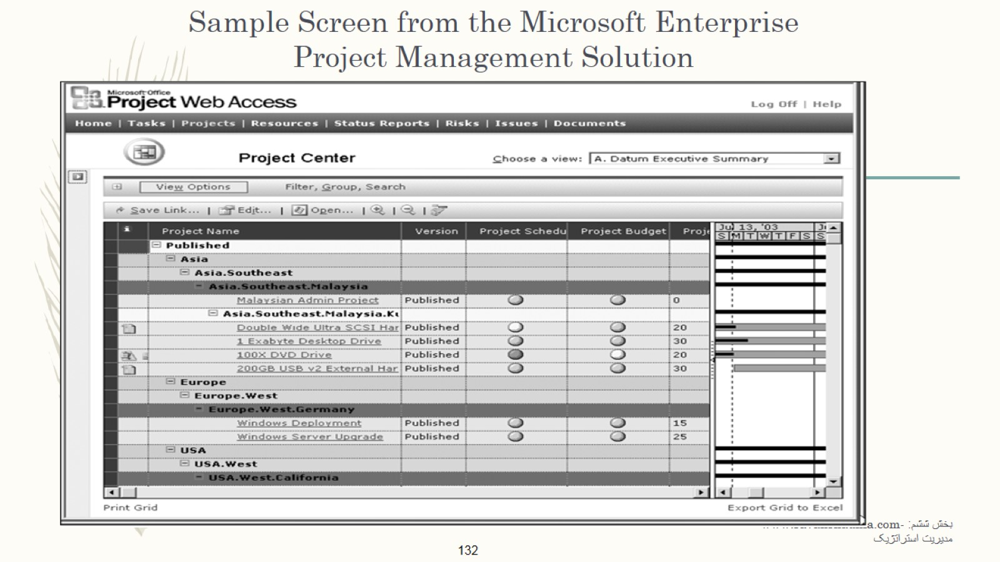 Sample Screen from the Microsoft Enterprise
Project Management Solution
Microsoft Office
Project Web Access
Log Off | Help
Home | Tasks | Projects | Resources | Status Reports | Risks | Issues | Documents
Project Center
Choose a view: A. Datum Executive Summary
View Options Filter, Group, Search
Save Link... | Edit... | Open... | | |
Project Name Version Project Schedu Project Budget Proje Jul 13, '03
S M T W T F S S
Published
Asia
Asia.Southeast
Asia.Southeast.Malaysia
Malaysian Admin Project Published 0
Asia.Southeast.Malaysia.Ku
Double Wide Ultra SCSI Har Published 20
1 Exabyte Desktop Drive Published 30
100X DVD Drive Published 20
200GB USB v2 External Har Published 30
Europe
Europe.West
Europe.West.Germany
Windows Deployment Published 15
Windows Server Upgrade Published 25
USA
USA.West
USA.West.California
Print Grid Export Grid to Excel
بخش ششم:
مدیریت استراتژیک
132